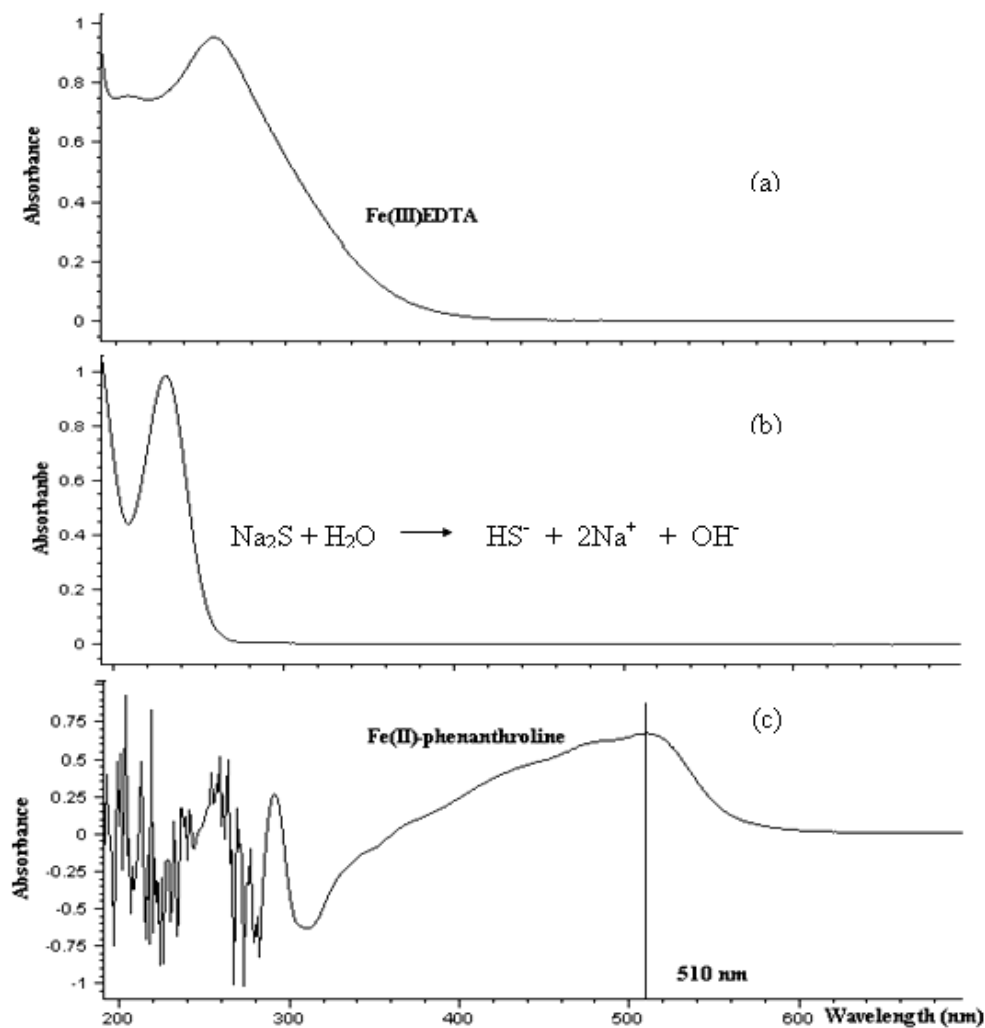 1
0.8
0.6
0.4
0.2
0
Absorbance
Fe(III)EDTA
(a)
1
0.8
0.6
0.4
0.2
0
Absorbanbe
(b)
Na₂S + H₂O ⟶ HS⁻ + 2Na⁺ + OH⁻
0.75
0.5
0.25
0
-0.25
-0.5
-0.75
-1
Absorbance
Fe(II)-phenanthroline
(c)
510 nm
200 300 400 500 600 Wavelength (nm)